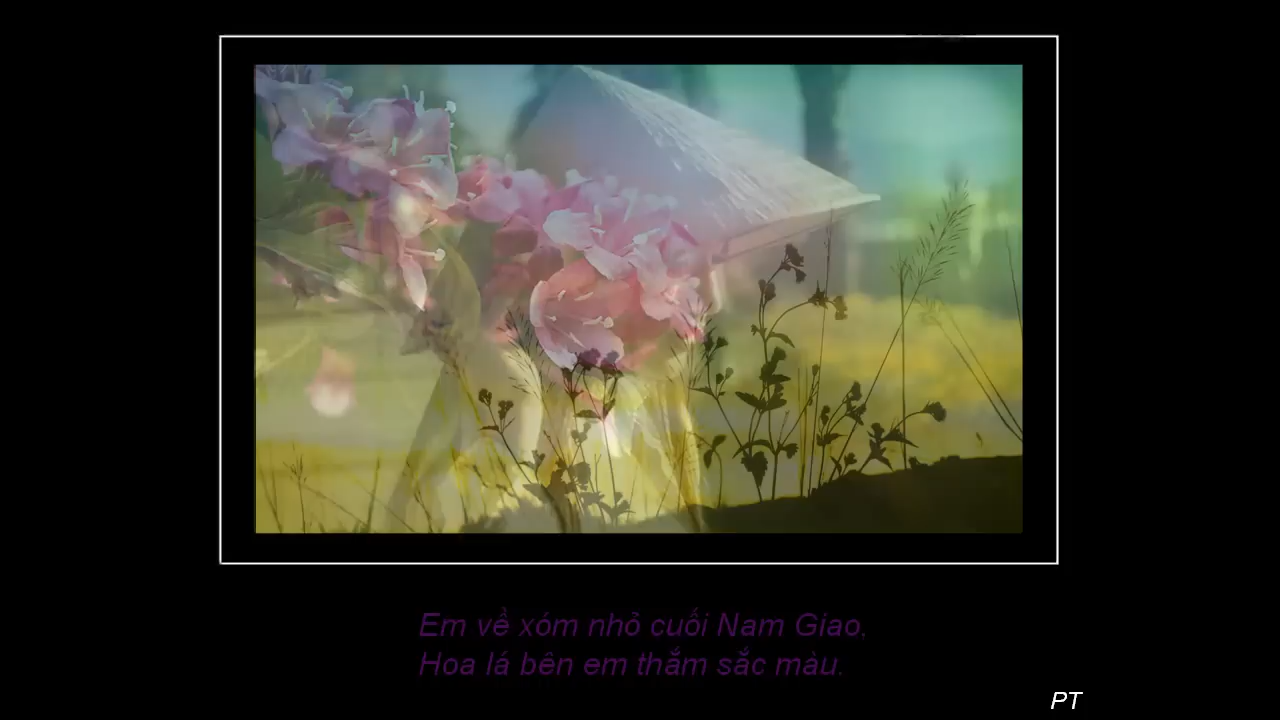 Em về xóm nhỏ cuối Nam Giao,
Hoa lá bên em thắm sắc màu.
PT